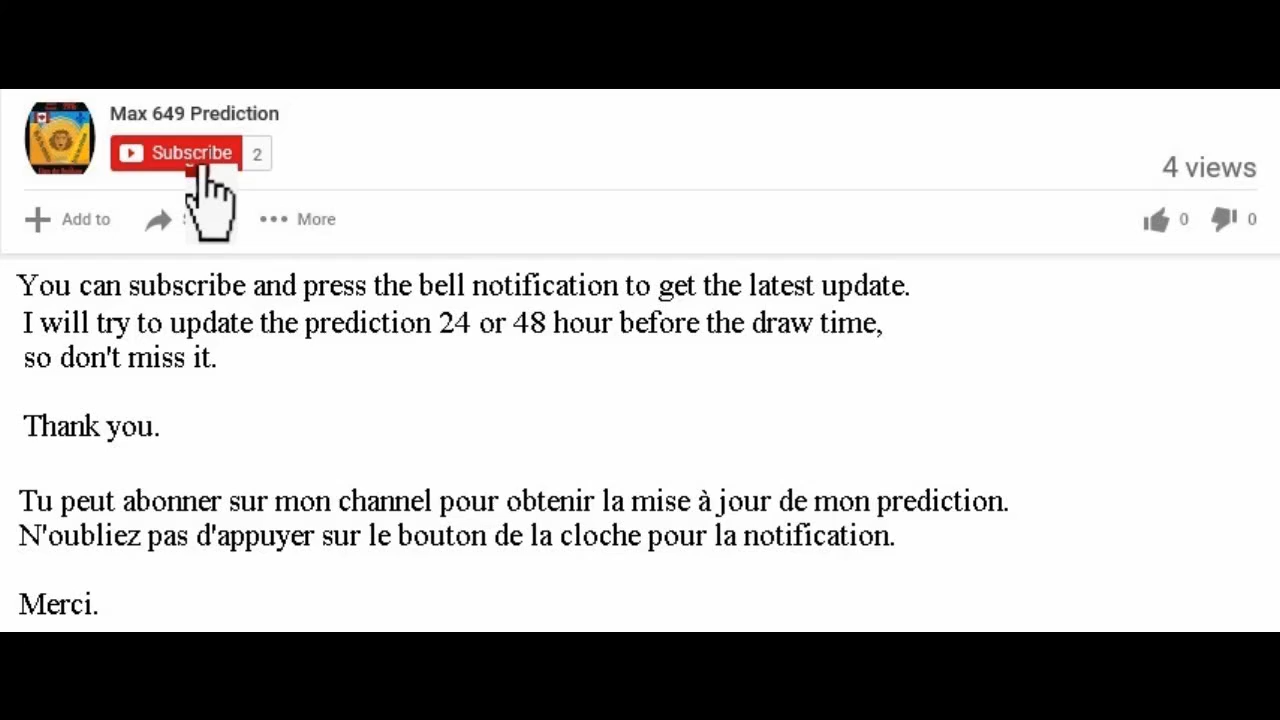 Max 649 Prediction
Subscribe 2
4 views
Add to
More
0 0
You can subscribe and press the bell notification to get the latest update.
I will try to update the prediction 24 or 48 hour before the draw time,
so don't miss it.
Thank you.
Tu peut abonner sur mon channel pour obtenir la mise à jour de mon prediction.
N'oubliez pas d'appuyer sur le bouton de la cloche pour la notification.
Merci.